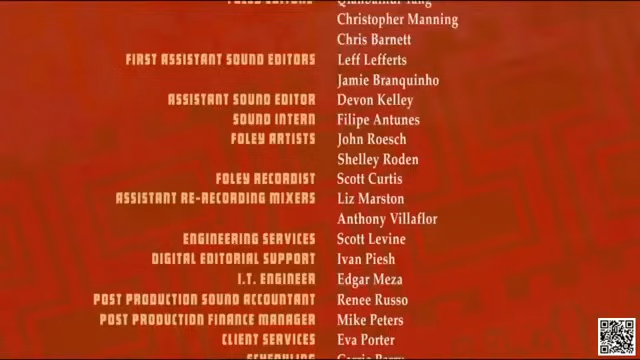 Christopher Manning
Chris Barnett
FIRST ASSISTANT SOUND EDITORS Leff Lefferts
Jamie Branquinho
ASSISTANT SOUND EDITOR Devon Kelley
SOUND INTERN Filipe Antunes
FOLEY ARTISTS John Roesch
Shelley Roden
FOLEY RECORDIST Scott Curtis
ASSISTANT RE-RECORDING MIXERS Liz Marston
Anthony Villaflor
ENGINEERING SERVICES Scott Levine
DIGITAL EDITORIAL SUPPORT Ivan Piesh
I.T. ENGINEER Edgar Meza
POST PRODUCTION SOUND ACCOUNTANT Renee Russo
POST PRODUCTION FINANCE MANAGER Mike Peters
CLIENT SERVICES Eva Porter
SCHEDULING